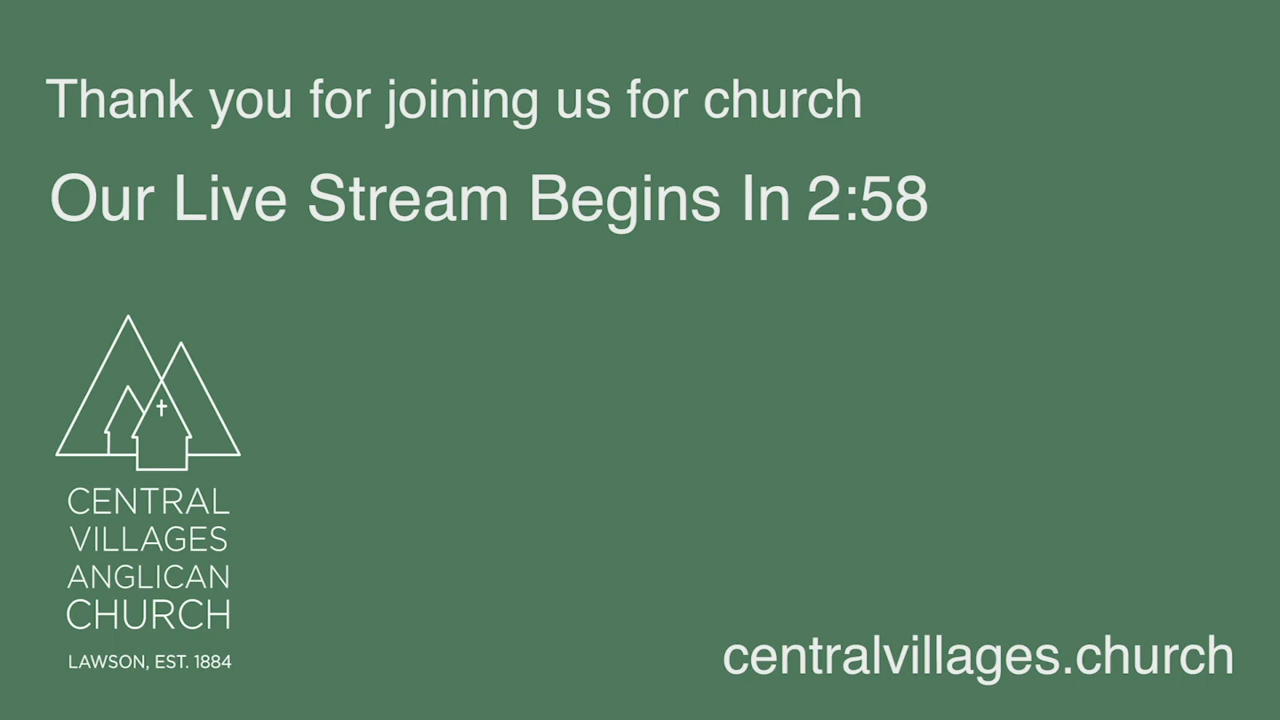 Thank you for joining us for church
Our Live Stream Begins In 2:58
CENTRAL
VILLAGES
ANGLICAN
CHURCH
LAWSON, EST. 1884
centralvillages.church